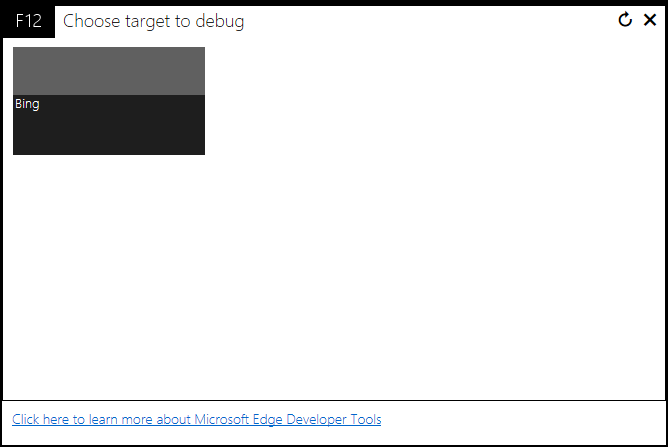 F12 Choose target to debug
Bing
Click here to learn more about Microsoft Edge Developer Tools